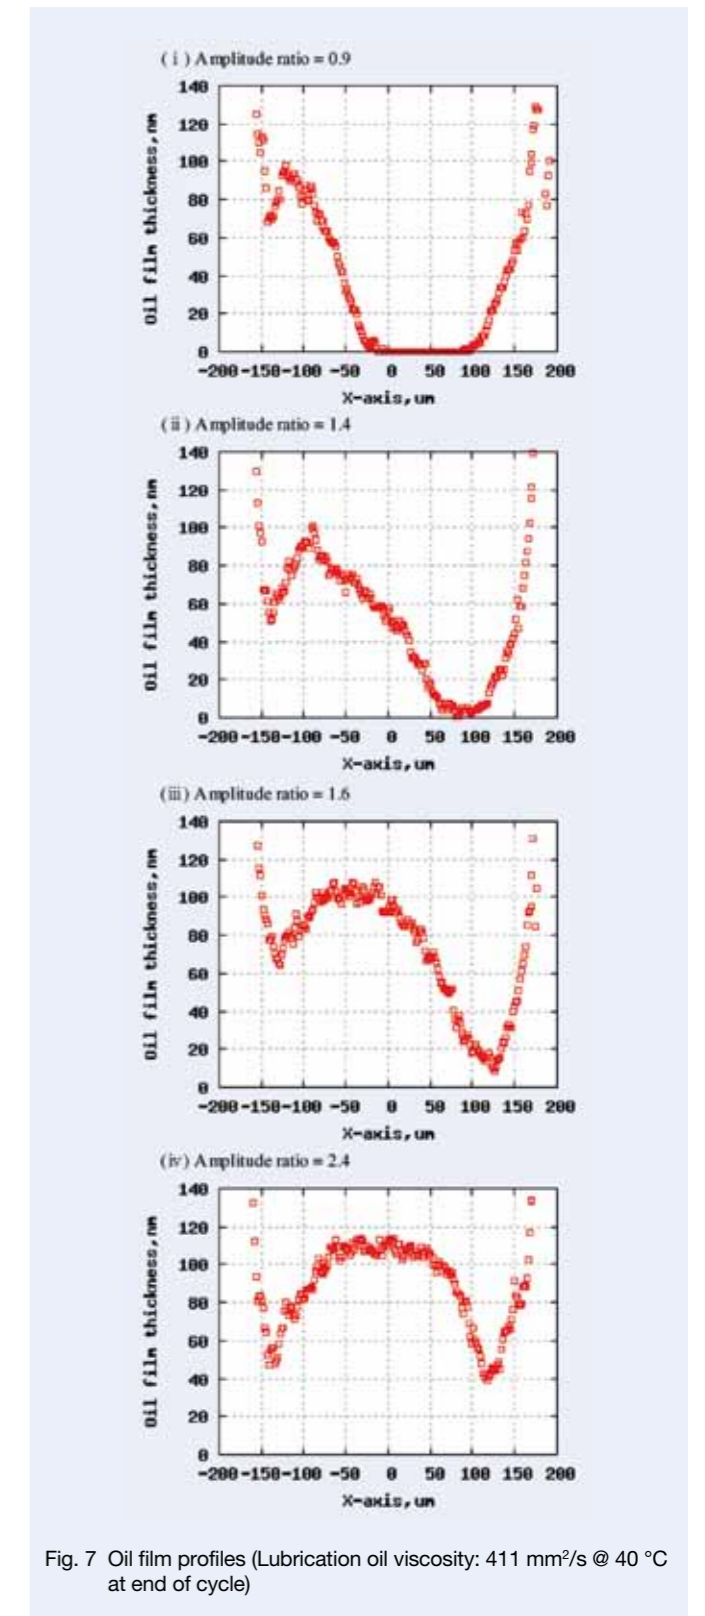 ( i ) Amplitude ratio = 0.9
140
120
100
80
60
40
20
0
Oil film thickness,nm
-200 -150 -100 -50 0 50 100 150 200
X-axis,um
( ii ) Amplitude ratio = 1.4
140
120
100
80
60
40
20
0
Oil film thickness,nm
-200 -150 -100 -50 0 50 100 150 200
X-axis,um
(iii) Amplitude ratio = 1.6
140
120
100
80
60
40
20
0
Oil film thickness,nm
-200 -150 -100 -50 0 50 100 150 200
X-axis,um
(iv) Amplitude ratio = 2.4
140
120
100
80
60
40
20
0
Oil film thickness,nm
-200 -150 -100 -50 0 50 100 150 200
X-axis,um
Fig. 7 Oil film profiles (Lubrication oil viscosity: 411 mm²/s @ 40 °C
at end of cycle)